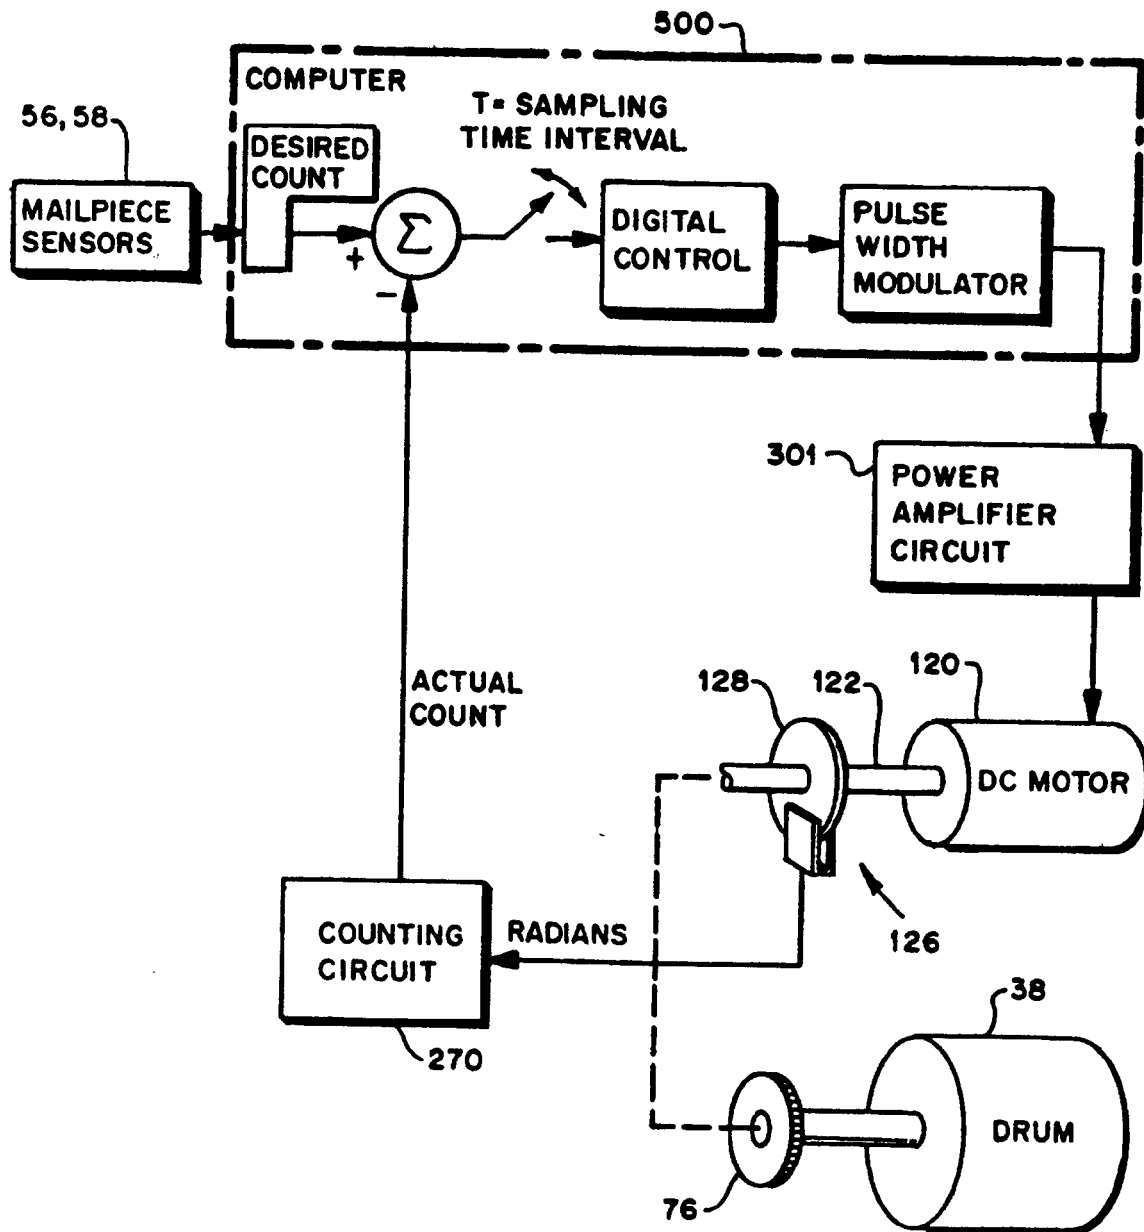 500
COMPUTER
56, 58
T= SAMPLING
TIME INTERVAL
DESIRED
COUNT
MAILPIECE
SENSORS
Σ
+
-
DIGITAL
CONTROL
PULSE
WIDTH
MODULATOR
301
POWER
AMPLIFIER
CIRCUIT
ACTUAL
COUNT
128
122
120
DC MOTOR
COUNTING
CIRCUIT
RADIANS
126
270
38
DRUM
76